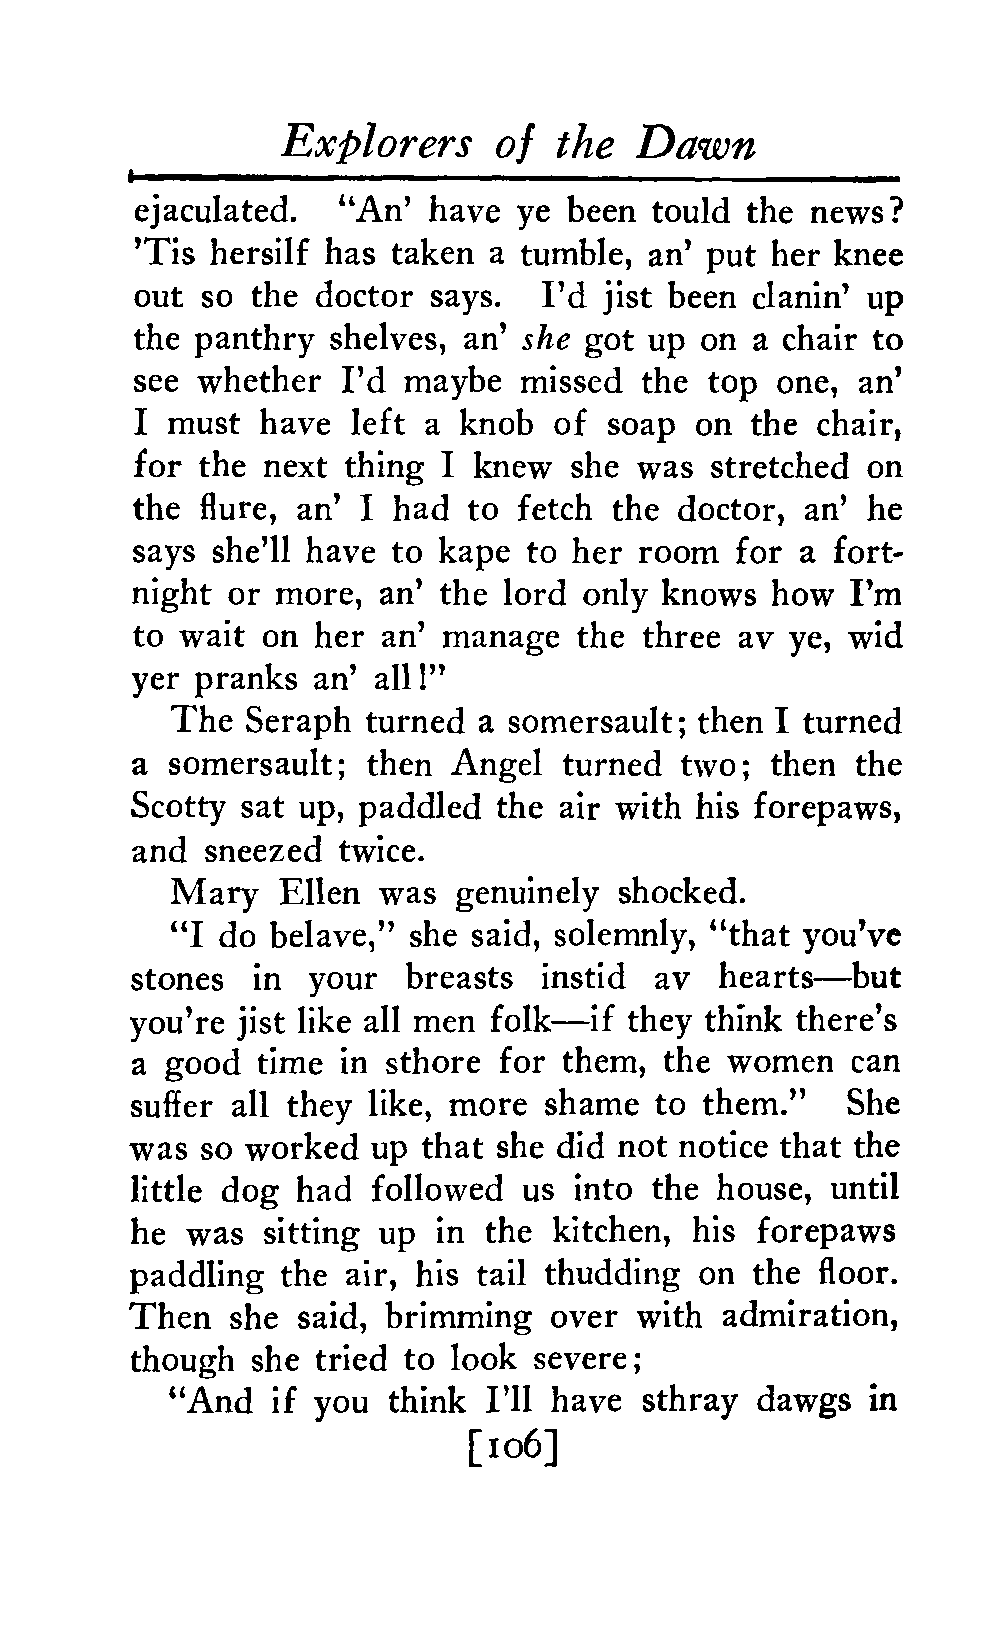 Explorers of the Dawn
ejaculated. "An' have ye been tould the news?
'Tis hersilf has taken a tumble, an' put her knee
out so the doctor says. I'd jist been clanin' up
the panthry shelves, an' she got up on a chair to
see whether I'd maybe missed the top one, an'
I must have left a knob of soap on the chair,
for the next thing I knew she was stretched on
the flure, an' I had to fetch the doctor, an' he
says she'll have to kape to her room for a fort-
night or more, an' the lord only knows how I'm
to wait on her an' manage the three av ye, wid
yer pranks an' all!"
The Seraph turned a somersault; then I turned
a somersault; then Angel turned two; then the
Scotty sat up, paddled the air with his forepaws,
and sneezed twice.
Mary Ellen was genuinely shocked.
"I do belave," she said, solemnly, "that you've
stones in your breasts instid av hearts—but
you're jist like all men folk—if they think there's
a good time in sthore for them, the women can
suffer all they like, more shame to them." She
was so worked up that she did not notice that the
little dog had followed us into the house, until
he was sitting up in the kitchen, his forepaws
paddling the air, his tail thudding on the floor.
Then she said, brimming over with admiration,
though she tried to look severe;
"And if you think I'll have sthray dawgs in
[106]